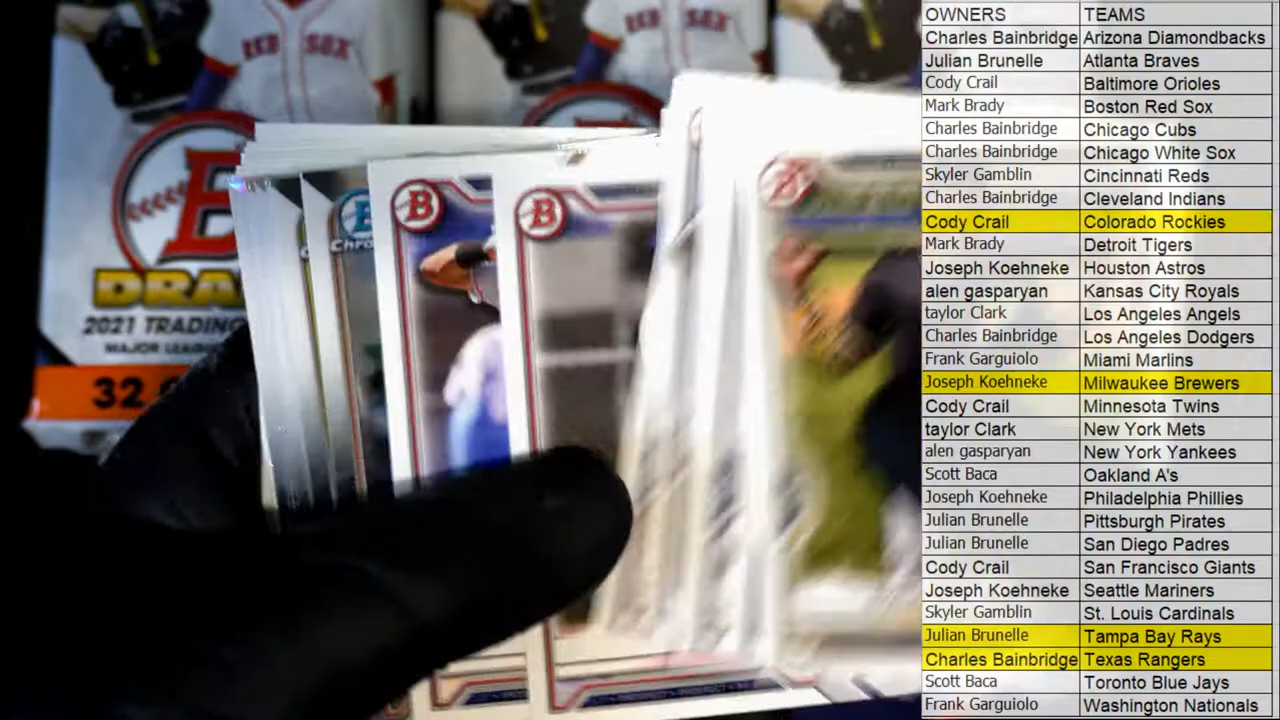 RED SOX
RED SOX
B
DRA
2021 TRADING
MAJOR LEAGU
32
Chro
B
B
OWNERS TEAMS
Charles Bainbridge Arizona Diamondbacks
Julian Brunelle Atlanta Braves
Cody Crail Baltimore Orioles
Mark Brady Boston Red Sox
Charles Bainbridge Chicago Cubs
Charles Bainbridge Chicago White Sox
Skyler Gamblin Cincinnati Reds
Charles Bainbridge Cleveland Indians
Cody Crail Colorado Rockies
Mark Brady Detroit Tigers
Joseph Koehneke Houston Astros
alen gasparyan Kansas City Royals
taylor Clark Los Angeles Angels
Charles Bainbridge Los Angeles Dodgers
Frank Garguiolo Miami Marlins
Joseph Koehneke Milwaukee Brewers
Cody Crail Minnesota Twins
taylor Clark New York Mets
alen gasparyan New York Yankees
Scott Baca Oakland A's
Joseph Koehneke Philadelphia Phillies
Julian Brunelle Pittsburgh Pirates
Julian Brunelle San Diego Padres
Cody Crail San Francisco Giants
Joseph Koehneke Seattle Mariners
Skyler Gamblin St. Louis Cardinals
Julian Brunelle Tampa Bay Rays
Charles Bainbridge Texas Rangers
Scott Baca Toronto Blue Jays
Frank Garguiolo Washington Nationals